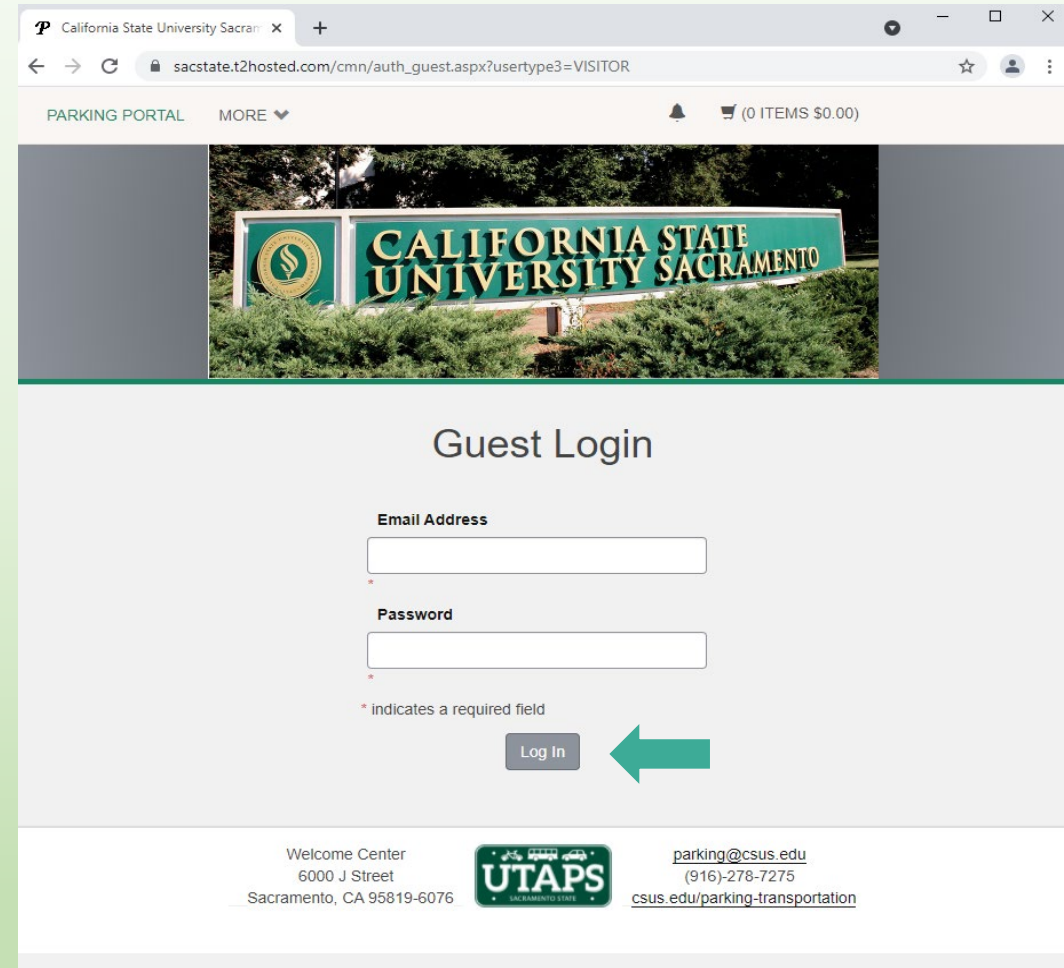 California State University Sacram
sacstate.t2hosted.com/cmn/auth_guest.aspx?usertype3=VISITOR
PARKING PORTAL MORE (0 ITEMS $0.00)
CALIFORNIA STATE
UNIVERSITY SACRAMENTO
Guest Login
Email Address
*
Password
*
* indicates a required field
Log In
Welcome Center
6000 J Street
Sacramento, CA 95819-6076
UTAPS
SACRAMENTO STATE
parking@csus.edu
(916)-278-7275
csus.edu/parking-transportation